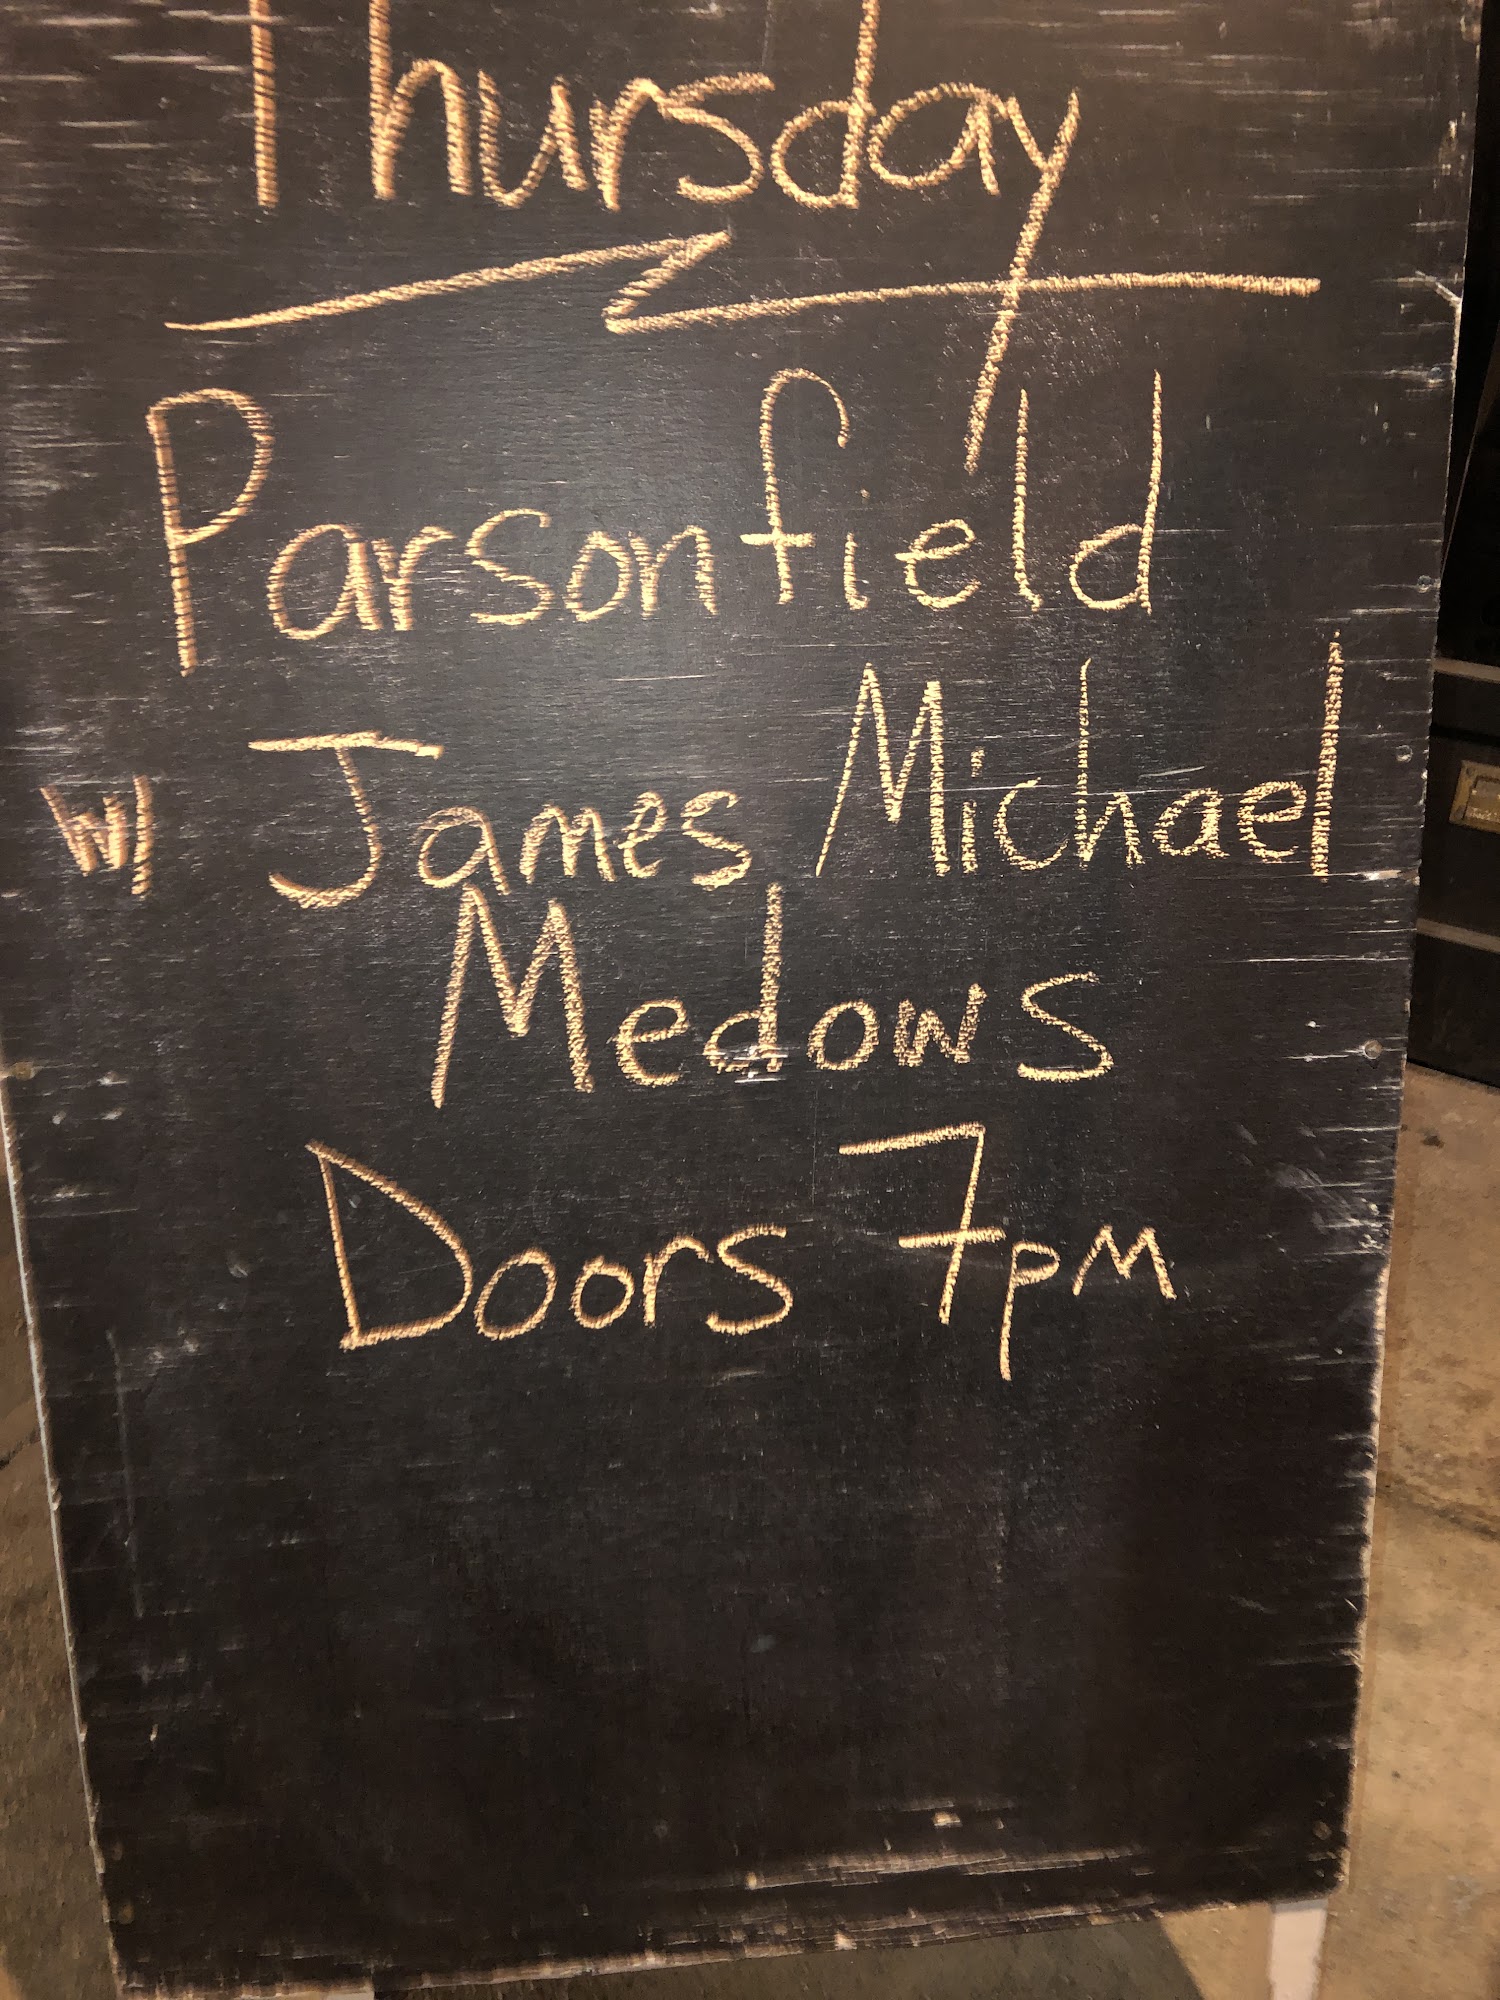 Thursday
Parsonfield
w/ James Michael
Medows
Doors 7pm